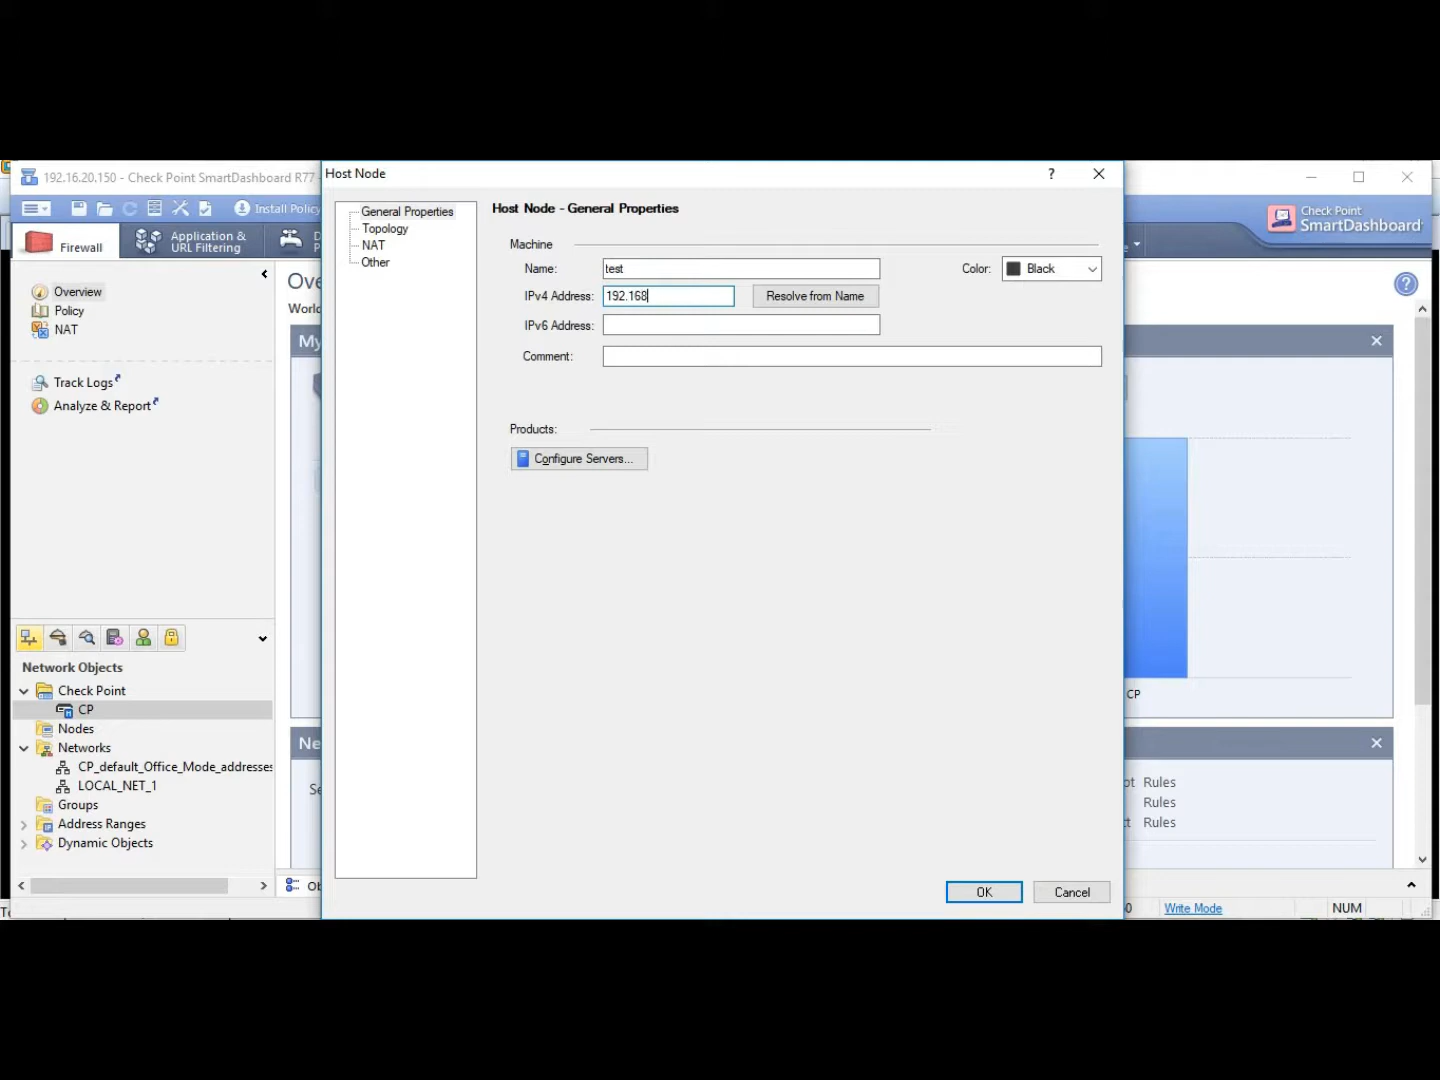 192.16.20.150 - Check Point SmartDashboard R77
Host Node
?
Install Policy
Check Point
SmartDashboard
Firewall
Application &
URL Filtering
Overview
Policy
NAT
Track Logs
Analyze & Report
General Properties
Topology
NAT
Other
Host Node - General Properties
Machine
Name: test
Color: Black
IPv4 Address: 192.168
Resolve from Name
IPv6 Address:
Comment:
Products:
Configure Servers...
?
My
CP
Network Objects
Check Point
CP
Nodes
Networks
CP_default_Office_Mode_addresses
LOCAL_NET_1
Groups
Address Ranges
Dynamic Objects
Ne
Rules
Rules
Rules
OK
Cancel
Write Mode
NUM